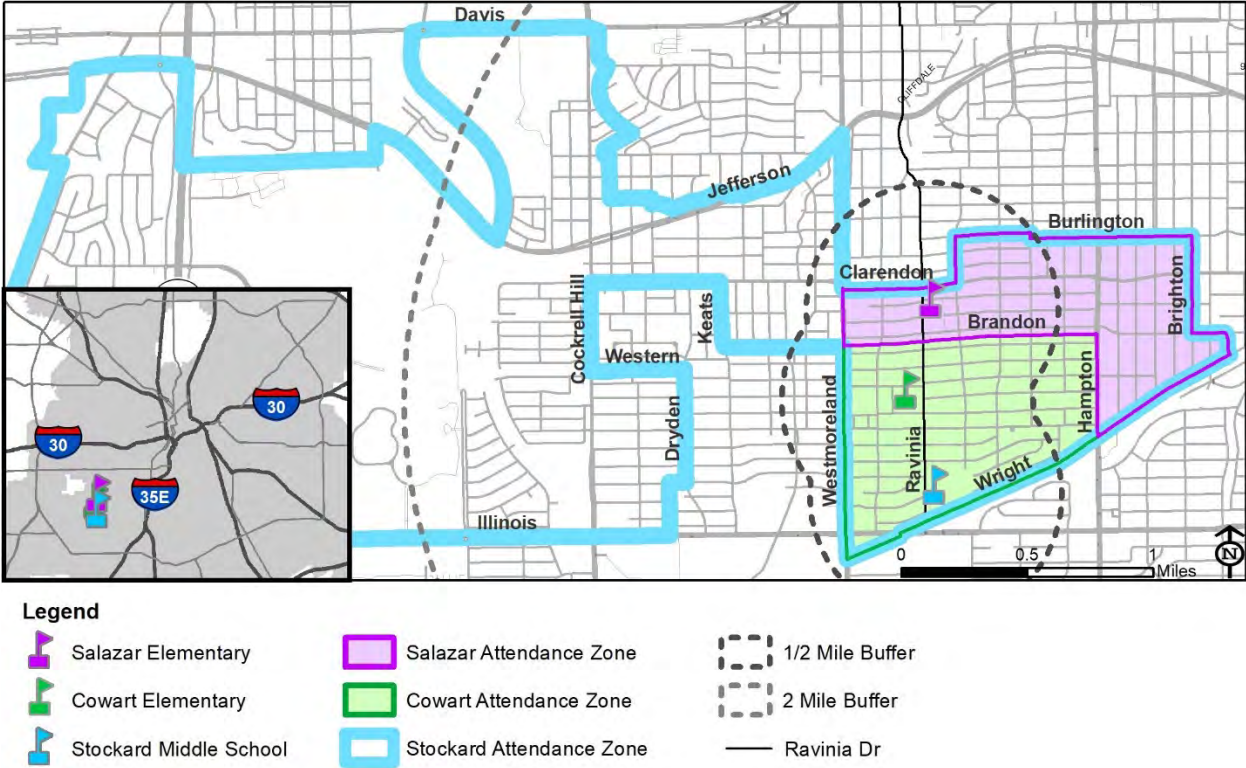 Davis
CLIFFDALE
9
Jefferson
Burlington
Clarendon
Cockrell Hill
Keats
Brandon
Brighton
Western
Westmoreland
Hampton
Dryden
Ravinia
Wright
Illinois
30
30
35E
0 0.5 1
Miles
N
Legend
Salazar Elementary Salazar Attendance Zone 1/2 Mile Buffer
Cowart Elementary Cowart Attendance Zone 2 Mile Buffer
Stockard Middle School Stockard Attendance Zone Ravinia Dr